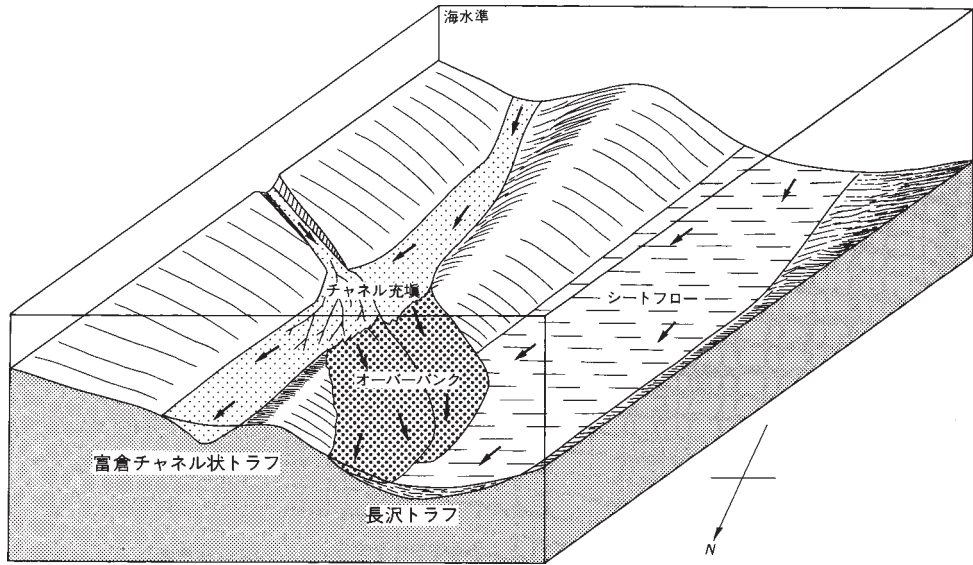 海水準
チャネル充塡
シートフロー
オーバーバンク
富倉チャネル状トラフ
長沢トラフ
N